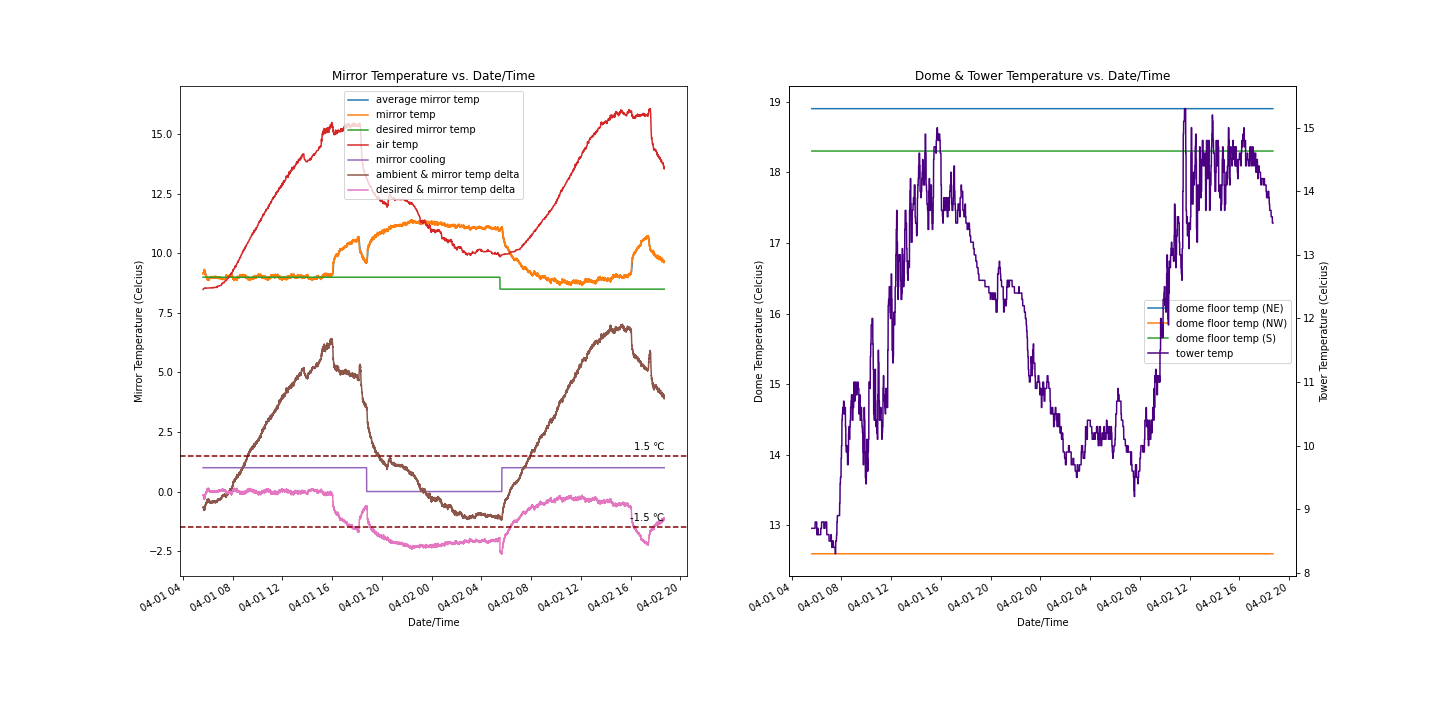 Mirror Temperature vs. Date/Time
average mirror temp
mirror temp
desired mirror temp
air temp
mirror cooling
ambient & mirror temp delta
desired & mirror temp delta
Mirror Temperature (Celcius)
15.0
12.5
10.0
7.5
5.0
2.5
0.0
−2.5
1.5 °C
-1.5 °C
04-01 04
04-01 08
04-01 12
04-01 16
04-01 20
04-02 00
04-02 04
04-02 08
04-02 12
04-02 16
04-02 20
Date/Time
Dome & Tower Temperature vs. Date/Time
Dome Temperature (Celcius)
19
18
17
16
15
14
13
dome floor temp (NE)
dome floor temp (NW)
dome floor temp (S)
tower temp
15
14
13
12
11
10
9
8
Tower Temperature (Celcius)
04-01 04
04-01 08
04-01 12
04-01 16
04-01 20
04-02 00
04-02 04
04-02 08
04-02 12
04-02 16
04-02 20
Date/Time